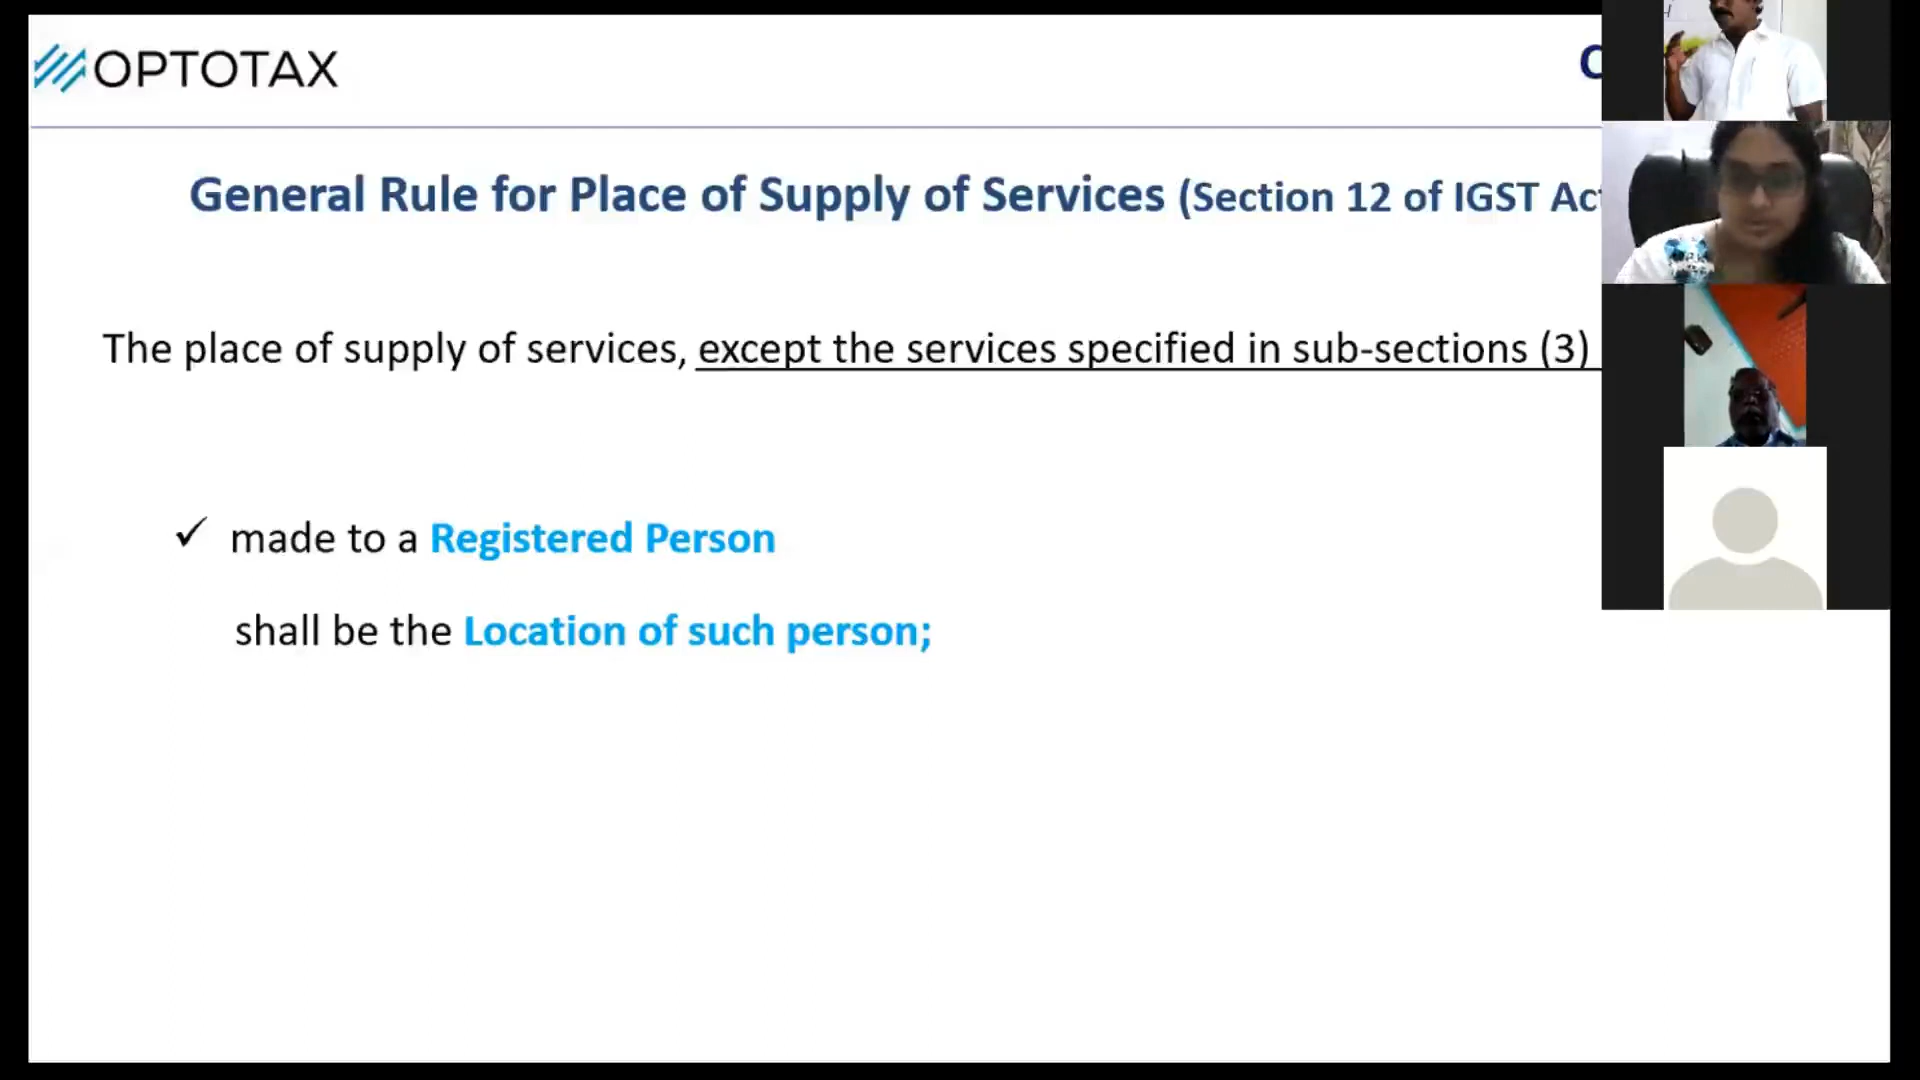 OPTOTAX
General Rule for Place of Supply of Services (Section 12 of IGST Act
The place of supply of services, except the services specified in sub-sections (3)
✓ made to a Registered Person
shall be the Location of such person;